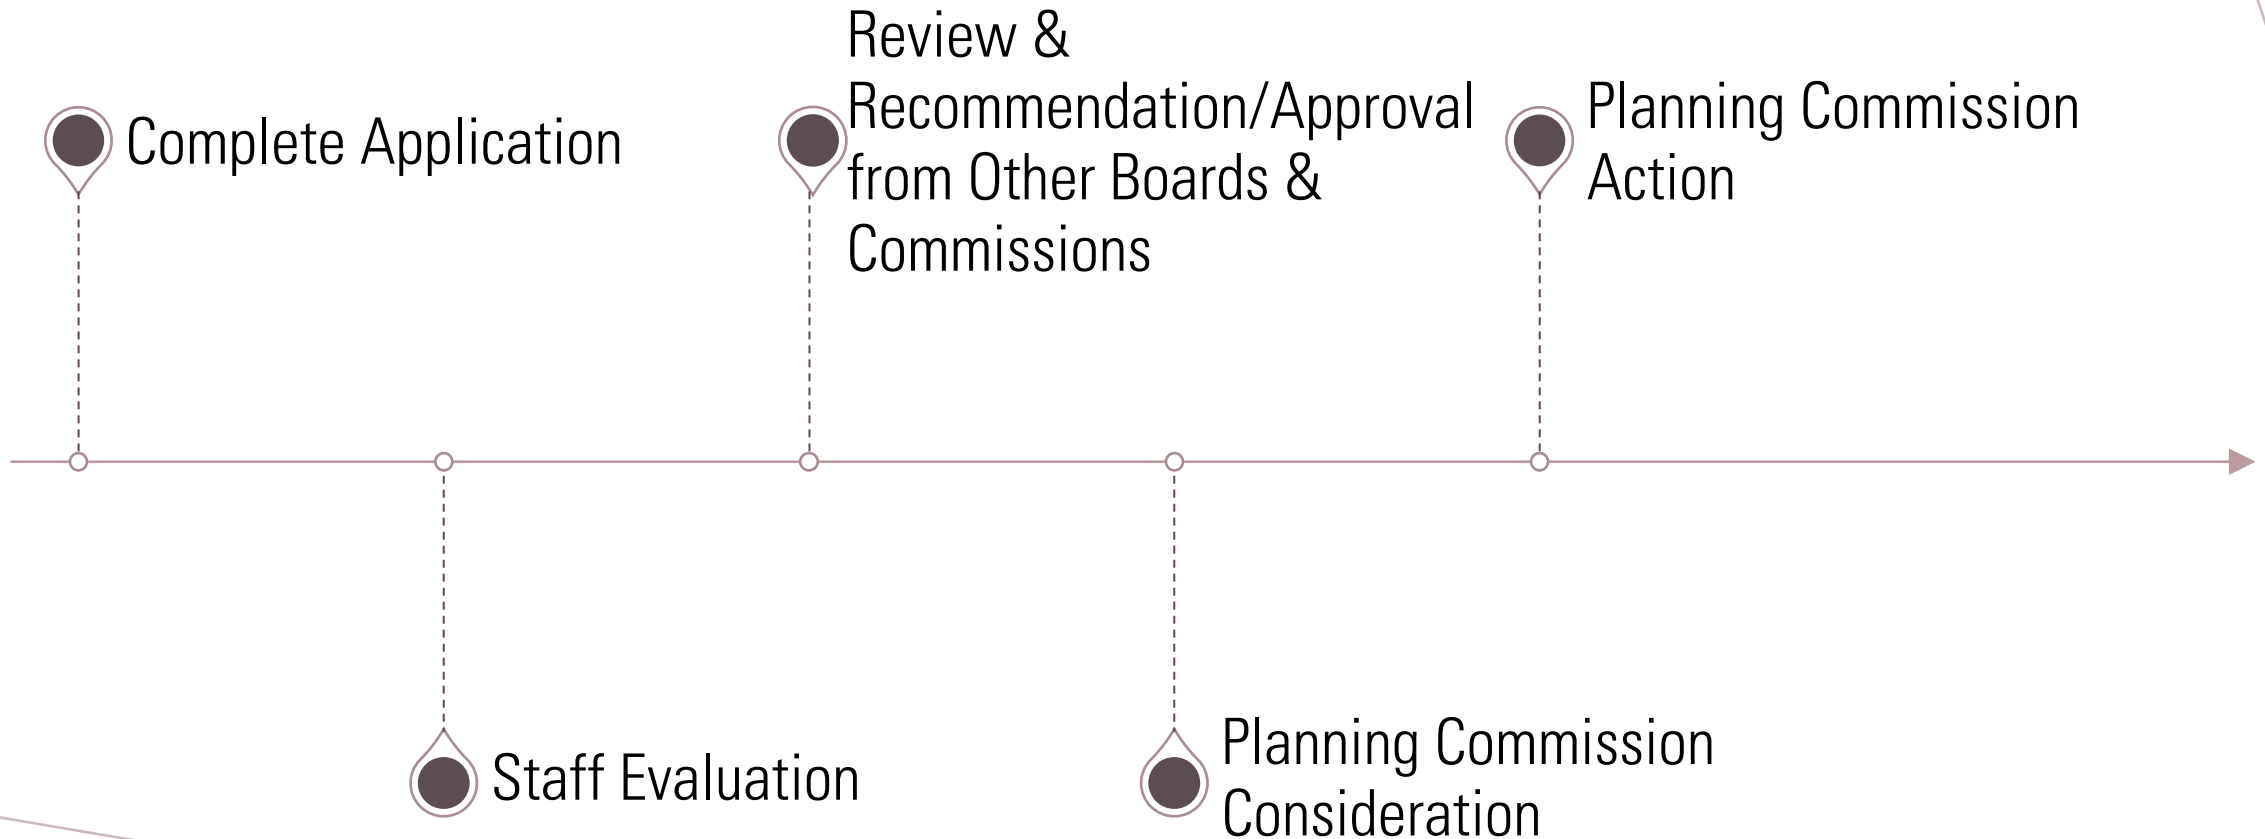 Complete Application
Staff Evaluation
Review &
Recommendation/Approval
from Other Boards &
Commissions
Planning Commission
Consideration
Planning Commission
Action